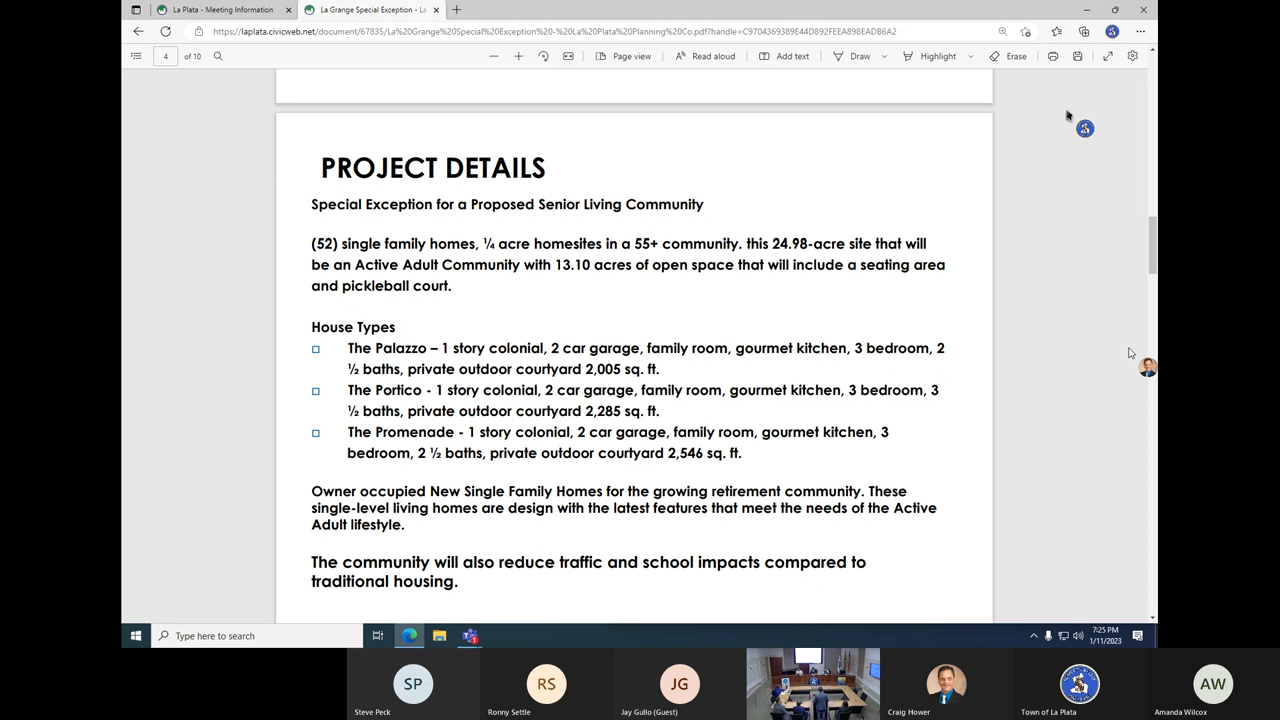 La Plata - Meeting Information
La Grange Special Exception - La
https://laplata.civicweb.net/document/67835/La%20Grange%20Special%20Exception%20-%20La%20Plata%20Planning%20Co.pdf?handle=C9704369389E44D892FEEA898EADB6A2
4 of 10
Page view
Read aloud
Add text
Draw
Highlight
Erase
PROJECT DETAILS
Special Exception for a Proposed Senior Living Community
(52) single family homes, ¼ acre homesites in a 55+ community. this 24.98-acre site that will
be an Active Adult Community with 13.10 acres of open space that will include a seating area
and pickleball court.
House Types
The Palazzo – 1 story colonial, 2 car garage, family room, gourmet kitchen, 3 bedroom, 2
½ baths, private outdoor courtyard 2,005 sq. ft.
The Portico - 1 story colonial, 2 car garage, family room, gourmet kitchen, 3 bedroom, 3
½ baths, private outdoor courtyard 2,285 sq. ft.
The Promenade - 1 story colonial, 2 car garage, family room, gourmet kitchen, 3
bedroom, 2 ½ baths, private outdoor courtyard 2,546 sq. ft.
Owner occupied New Single Family Homes for the growing retirement community. These
single-level living homes are design with the latest features that meet the needs of the Active
Adult lifestyle.
The community will also reduce traffic and school impacts compared to
traditional housing.
Type here to search
7:25 PM
1/11/2023
SP
RS
JG
AW
Steve Peck
Ronny Settle
Jay Gullo (Guest)
Craig Hower
Town of La Plata
Amanda Wilcox